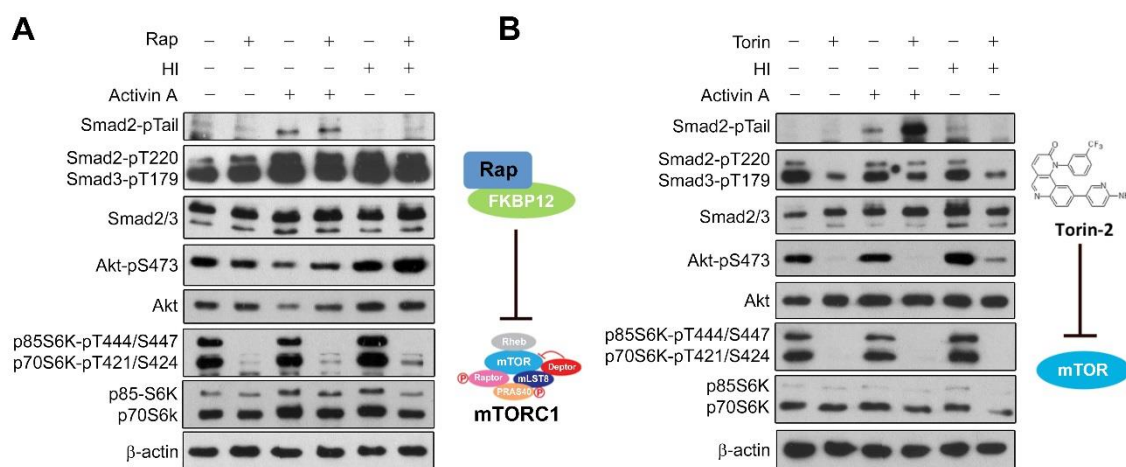 A
Rap − + − + − +
HI − − − − + +
Activin A − − + + − −
Smad2-pTail
Smad2-pT220
Smad3-pT179
Smad2/3
Akt-pS473
Akt
p85S6K-pT444/S447
p70S6K-pT421/S424
p85-S6K
p70S6k
β-actin
Rap
FKBP12
Rheb
mTOR
Deptor
P Raptor mLST8
PRAS40 P
mTORC1
B
Torin − + − + − +
HI − − − − + +
Activin A − − + + − −
Smad2-pTail
Smad2-pT220
Smad3-pT179
Smad2/3
Akt-pS473
Akt
p85S6K-pT444/S447
p70S6K-pT421/S424
p85S6K
p70S6K
β-actin
O
CF₃
N
N
N
NH
Torin-2
mTOR